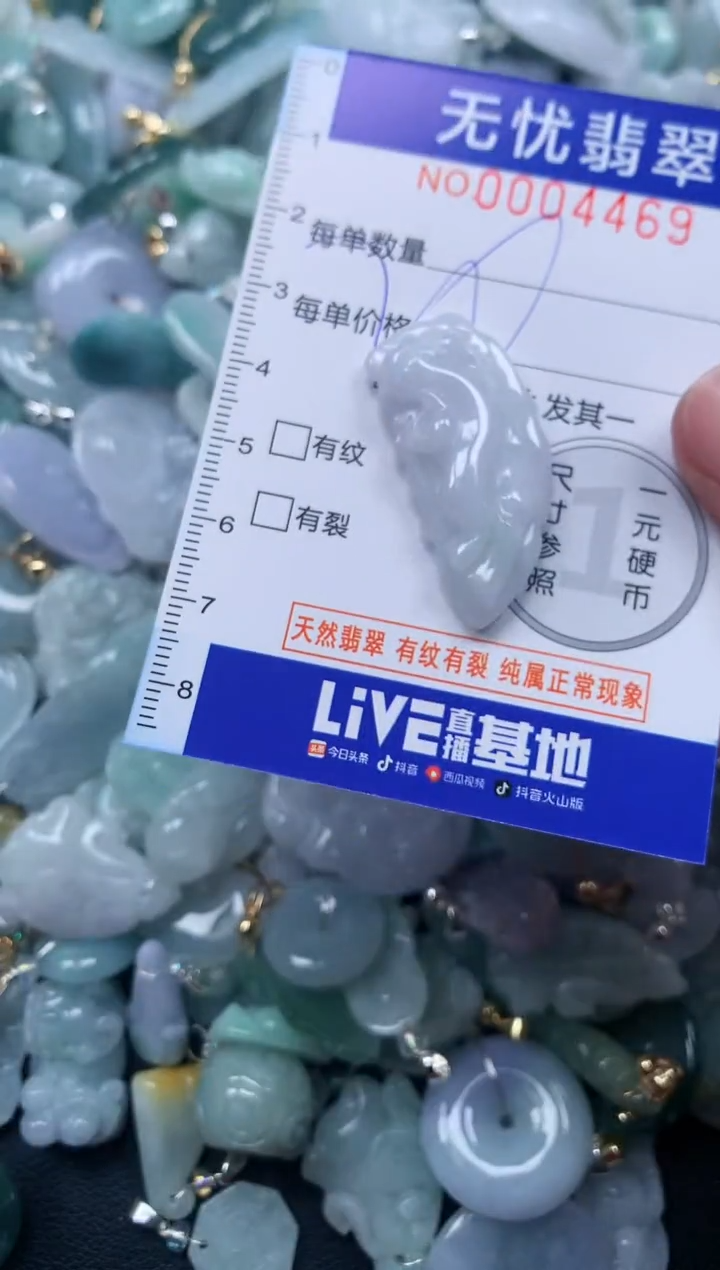 无忧翡翠
NO0004469
每单数量
每单价格
发其一
有纹
有裂
尺寸参照
1
一元硬币
天然翡翠 有纹有裂 纯属正常现象
LiVE直播基地
头条 今日头条 抖音 西瓜视频 抖音火山版
0
1
2
3
4
5
6
7
8